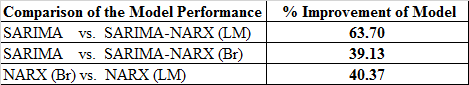 Comparison of the Model Performance % Improvement of Model
SARIMA vs. SARIMA-NARX (LM) 63.70
SARIMA vs. SARIMA-NARX (Br) 39.13
NARX (Br) vs. NARX (LM) 40.37